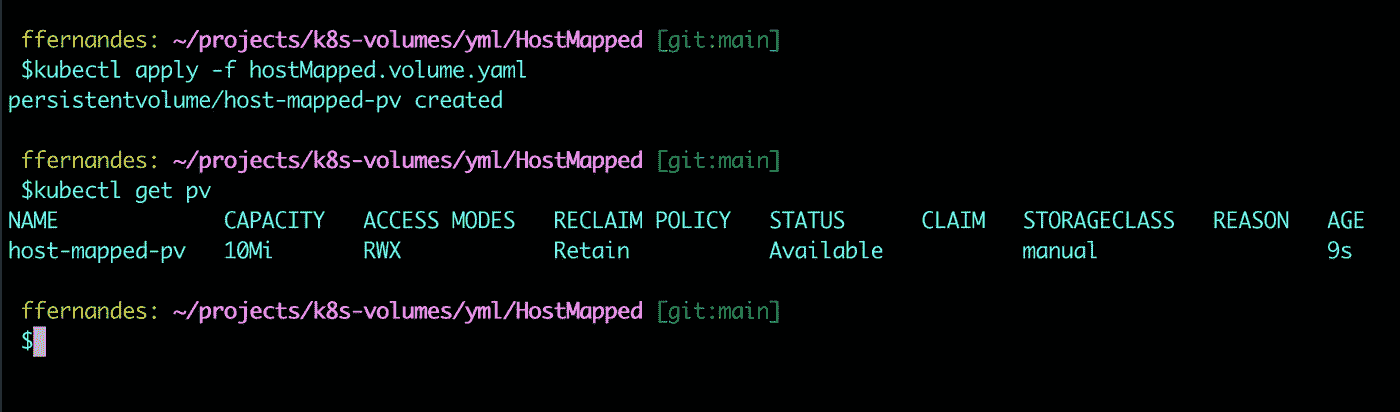 ffernandes: ~/projects/k8s-volumes/yml/HostMapped [git:main]
$kubectl apply -f hostMapped.volume.yaml
persistentvolume/host-mapped-pv created
ffernandes: ~/projects/k8s-volumes/yml/HostMapped [git:main]
$kubectl get pv
NAME CAPACITY ACCESS MODES RECLAIM POLICY STATUS CLAIM STORAGECLASS REASON AGE
host-mapped-pv 10Mi RWX Retain Available manual 9s
ffernandes: ~/projects/k8s-volumes/yml/HostMapped [git:main]
$